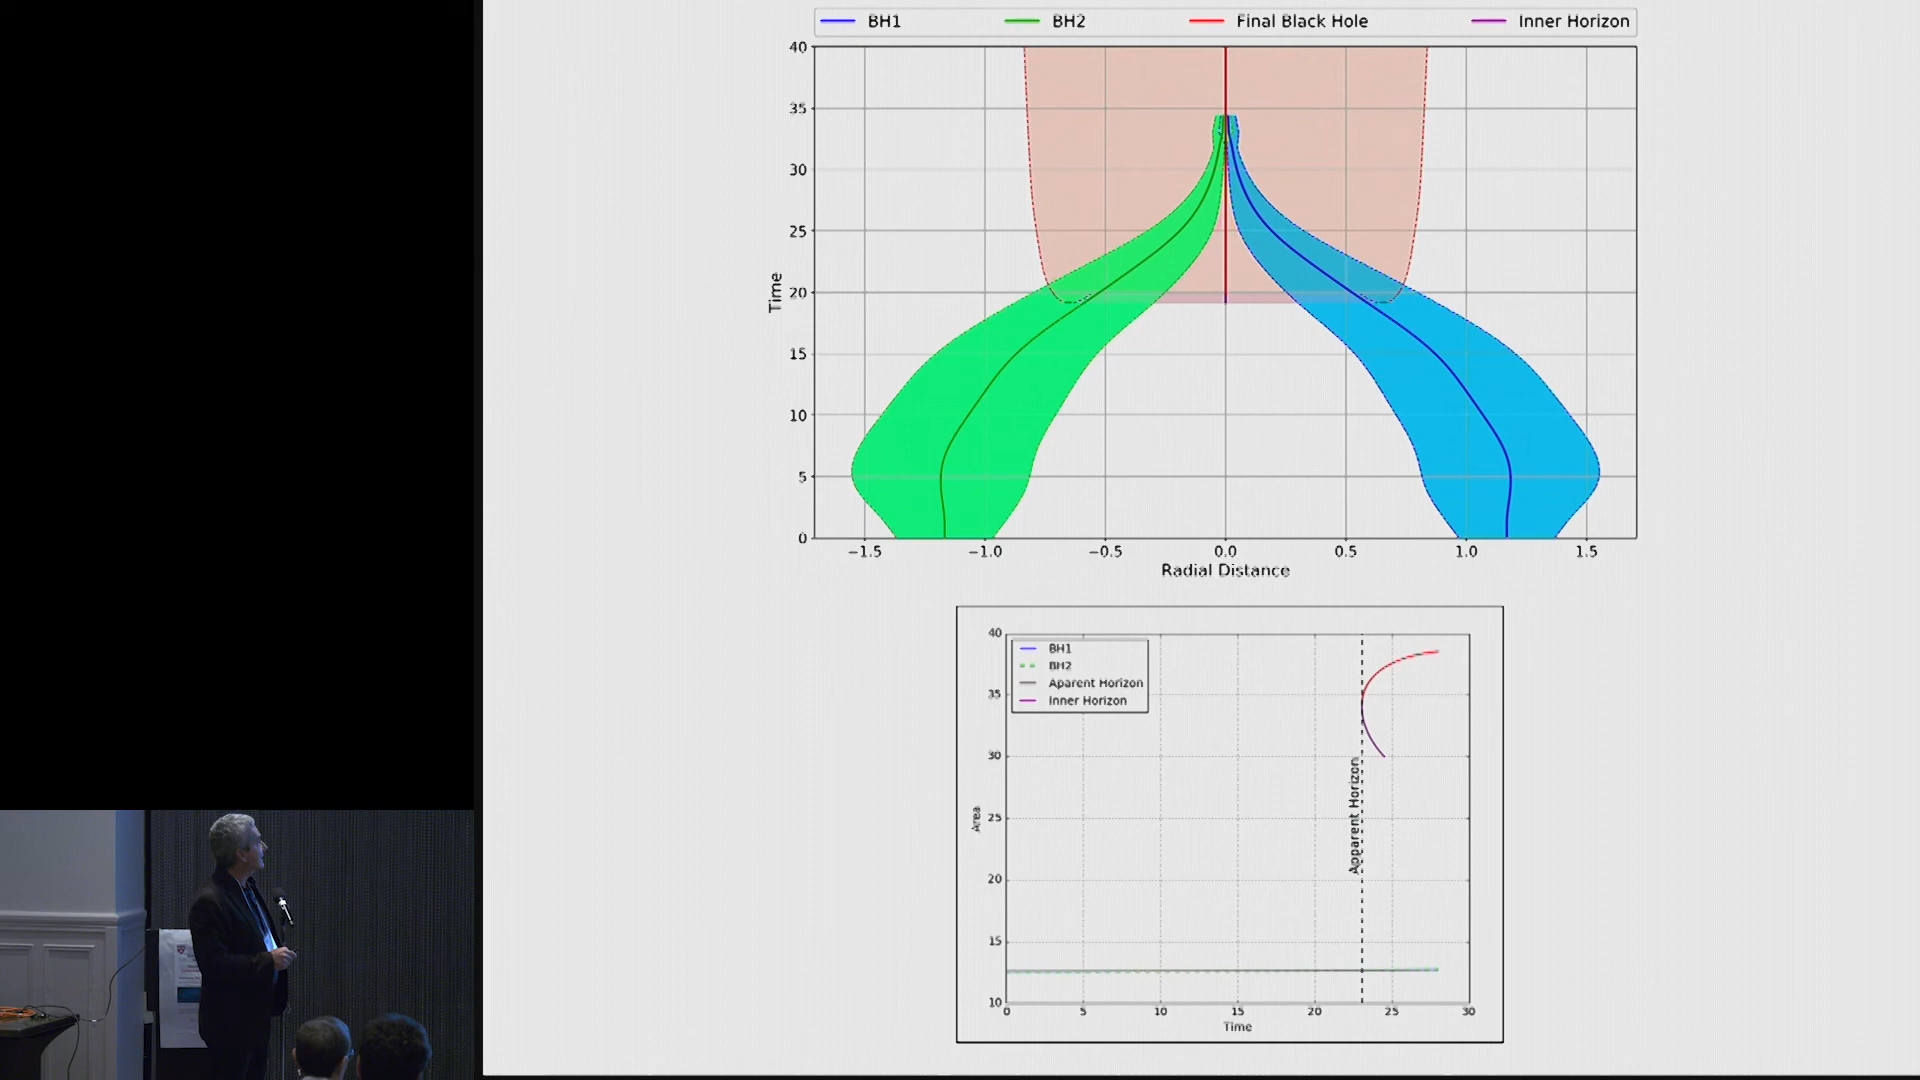 BH1 BH2 Final Black Hole Inner Horizon
40
35
30
25
20
15
10
5
0
Time
−1.5 −1.0 −0.5 0.0 0.5 1.0 1.5
Radial Distance
BH1
BH2
Aparent Horizon
Inner Horizon
40
35
30
25
20
15
10
Area
Apparent Horizon
0 5 10 15 20 25 30
Time